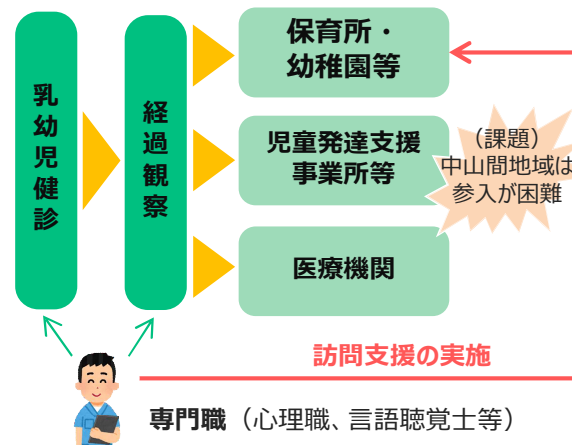 乳幼児健診
経過観察
保育所・
幼稚園等
児童発達支援
事業所等
（課題）
中山間地域は
参入が困難
医療機関
訪問支援の実施
専門職（心理職、言語聴覚士等）